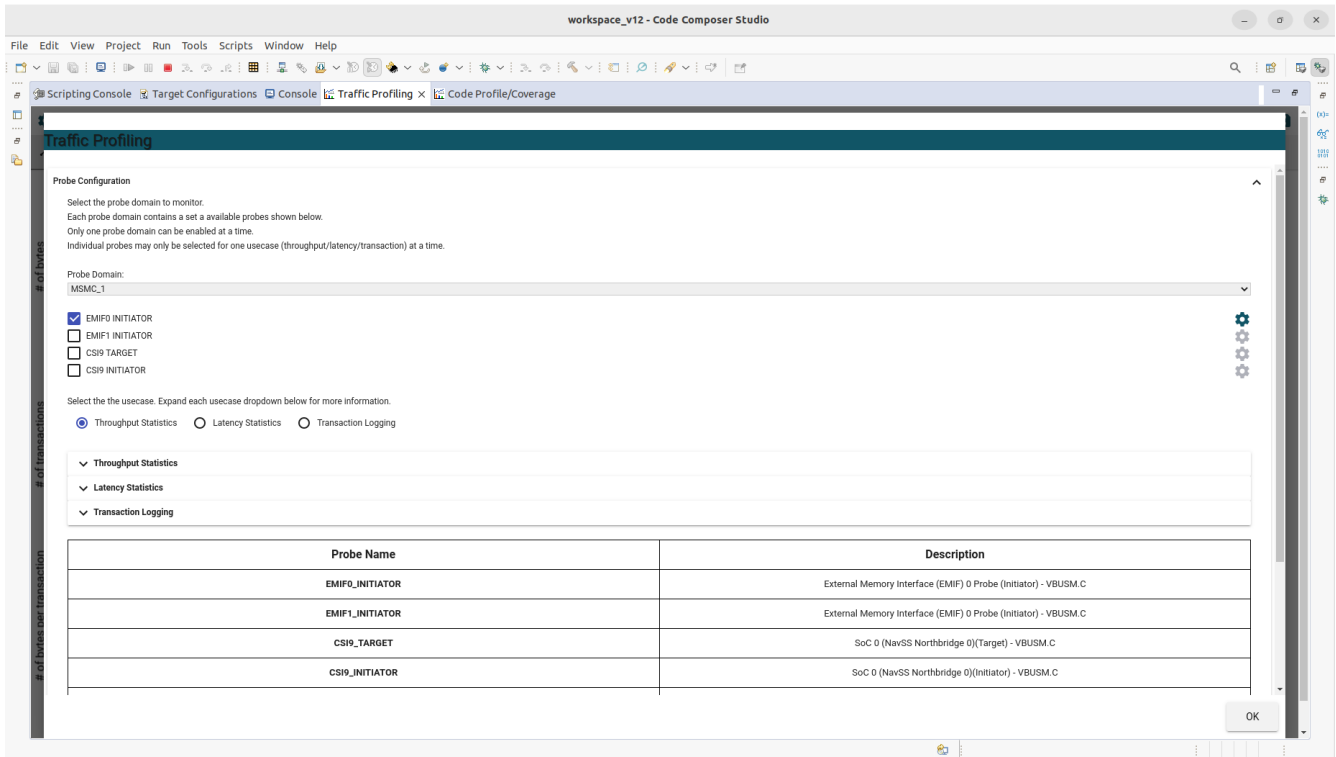 workspace_v12 - Code Composer Studio
File Edit View Project Run Tools Scripts Window Help
Scripting Console Target Configurations Console Traffic Profiling Code Profile/Coverage
Traffic Profiling
Probe Configuration
Select the probe domain to monitor.
Each probe domain contains a set a available probes shown below.
Only one probe domain can be enabled at a time.
Individual probes may only be selected for one usecase (throughput/latency/transaction) at a time.
Probe Domain:
MSMC_1
EMIF0 INITIATOR
EMIF1 INITIATOR
CSI9 TARGET
CSI9 INITIATOR
Select the the usecase. Expand each usecase dropdown below for more information.
Throughput Statistics Latency Statistics Transaction Logging
Throughput Statistics
Latency Statistics
Transaction Logging
Probe Name Description
EMIF0_INITIATOR External Memory Interface (EMIF) 0 Probe (Initiator) - VBUSM.C
EMIF1_INITIATOR External Memory Interface (EMIF) 0 Probe (Initiator) - VBUSM.C
CSI9_TARGET SoC 0 (NavSS Northbridge 0)(Target) - VBUSM.C
CSI9_INITIATOR SoC 0 (NavSS Northbridge 0)(Initiator) - VBUSM.C
OK
# of bytes
# of transactions
# of bytes per transaction
(x)=
1010
0101